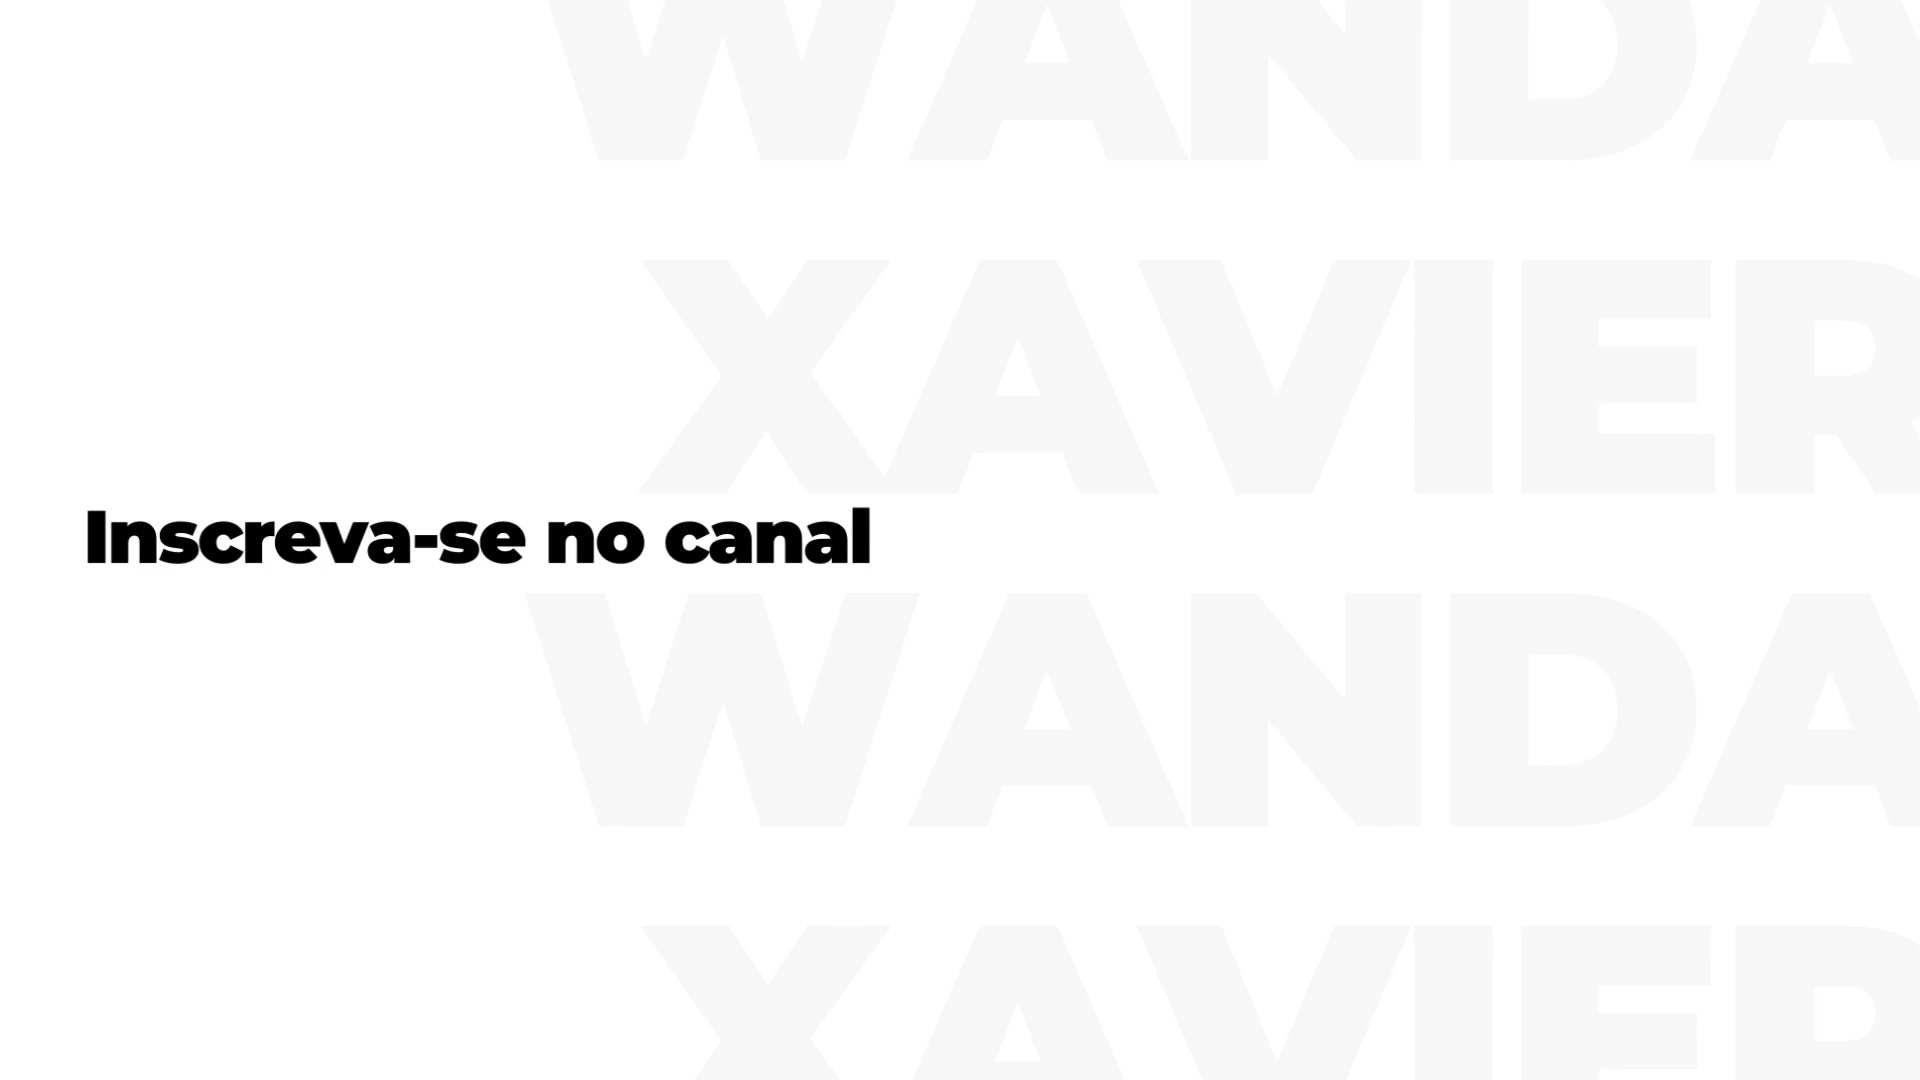 WANDA
XAVIER
Inscreva-se no canal
WANDA
XAVIER